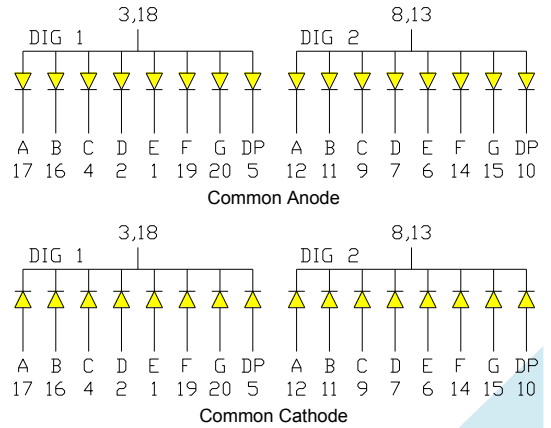 3,18 8,13
DIG 1 DIG 2
A B C D E F G DP A B C D E F G DP
17 16 4 2 1 19 20 5 12 11 9 7 6 14 15 10
Common Anode
3,18 8,13
DIG 1 DIG 2
A B C D E F G DP A B C D E F G DP
17 16 4 2 1 19 20 5 12 11 9 7 6 14 15 10
Common Cathode